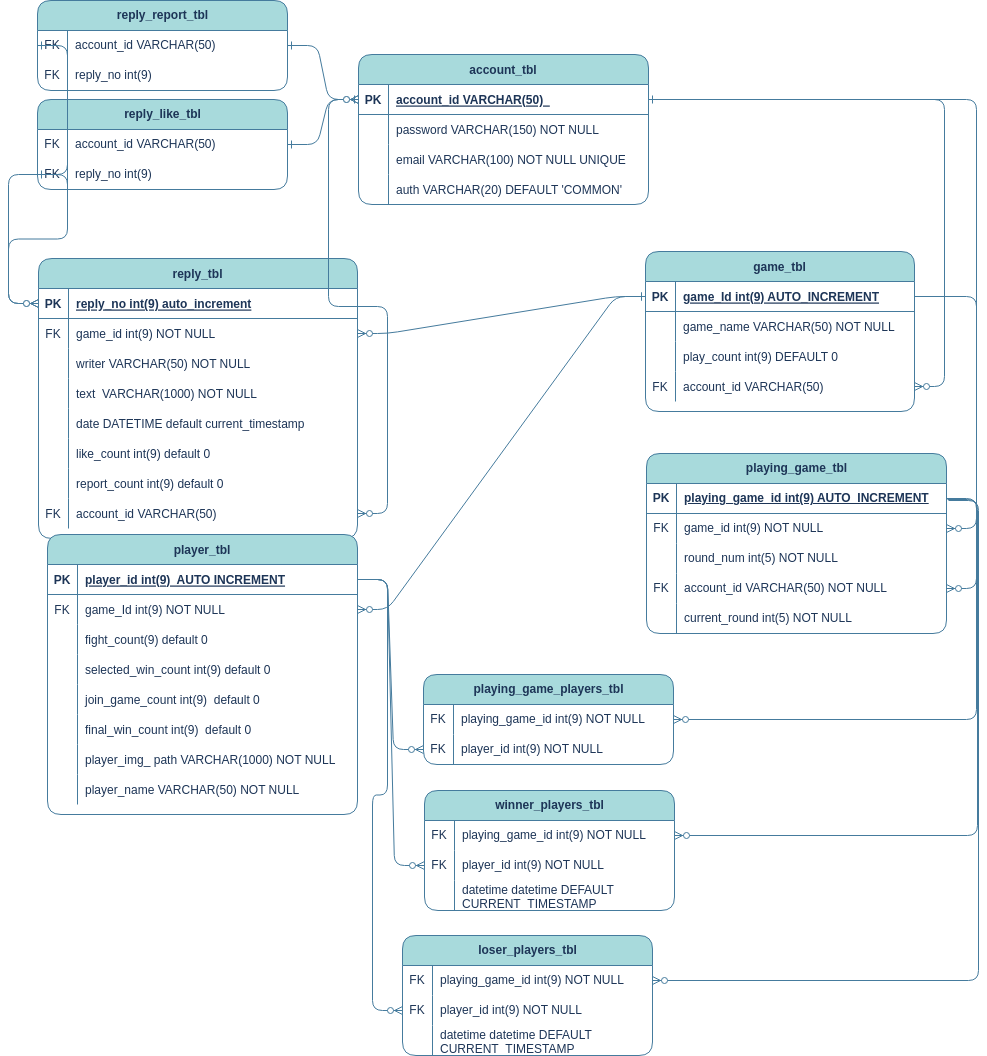 reply_report_tbl
FK account_id VARCHAR(50)
FK reply_no int(9)
reply_like_tbl
FK account_id VARCHAR(50)
FK reply_no int(9)
account_tbl
PK account_id VARCHAR(50)_
password VARCHAR(150) NOT NULL
email VARCHAR(100) NOT NULL UNIQUE
auth VARCHAR(20) DEFAULT 'COMMON'
reply_tbl
PK reply_no int(9) auto_increment
FK game_id int(9) NOT NULL
writer VARCHAR(50) NOT NULL
text VARCHAR(1000) NOT NULL
date DATETIME default current_timestamp
like_count int(9) default 0
report_count int(9) default 0
FK account_id VARCHAR(50)
game_tbl
PK game_Id int(9) AUTO_INCREMENT
game_name VARCHAR(50) NOT NULL
play_count int(9) DEFAULT 0
FK account_id VARCHAR(50)
playing_game_tbl
PK playing_game_id int(9) AUTO_INCREMENT
FK game_id int(9) NOT NULL
round_num int(5) NOT NULL
FK account_id VARCHAR(50) NOT NULL
current_round int(5) NOT NULL
player_tbl
PK player_id int(9)_AUTO INCREMENT
FK game_Id int(9) NOT NULL
fight_count(9) default 0
selected_win_count int(9) default 0
join_game_count int(9) default 0
final_win_count int(9) default 0
player_img_ path VARCHAR(1000) NOT NULL
player_name VARCHAR(50) NOT NULL
playing_game_players_tbl
FK playing_game_id int(9) NOT NULL
FK player_id int(9) NOT NULL
winner_players_tbl
FK playing_game_id int(9) NOT NULL
FK player_id int(9) NOT NULL
datetime datetime DEFAULT
CURRENT_TIMESTAMP
loser_players_tbl
FK playing_game_id int(9) NOT NULL
FK player_id int(9) NOT NULL
datetime datetime DEFAULT
CURRENT_TIMESTAMP